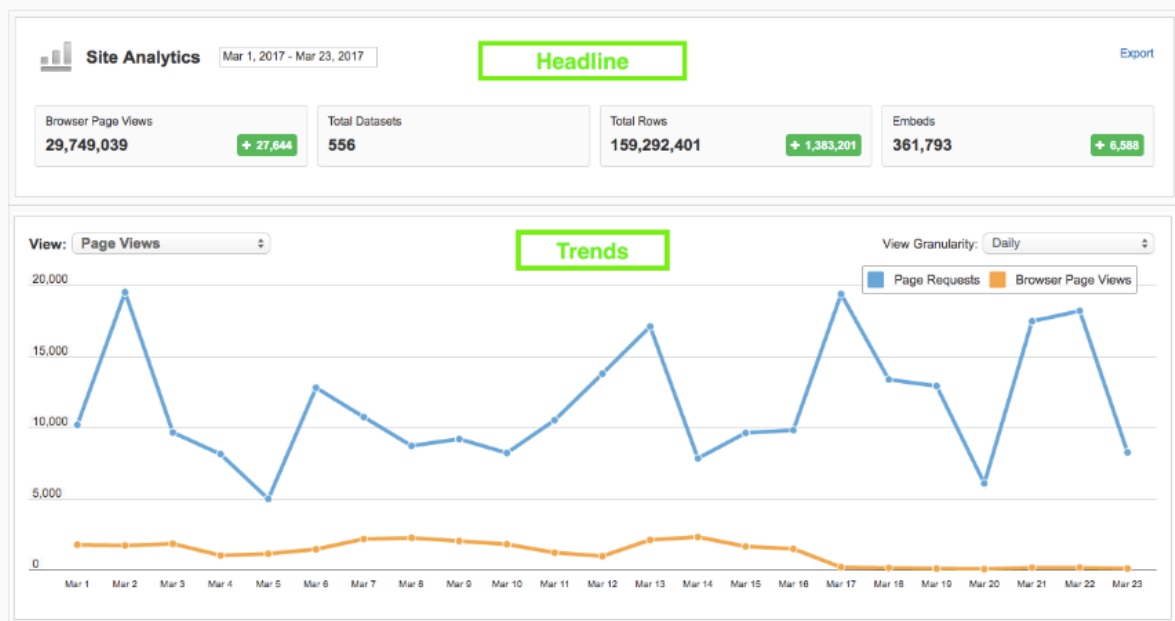 Site Analytics Mar 1, 2017 - Mar 23, 2017 Headline Export
Browser Page Views Total Datasets Total Rows Embeds
29,749,039 + 27,644 556 159,292,401 + 1,383,201 361,793 + 6,588
View: Page Views Trends View Granularity: Daily
Page Requests Browser Page Views
20,000
15,000
10,000
5,000
0
Mar 1 Mar 2 Mar 3 Mar 4 Mar 5 Mar 6 Mar 7 Mar 8 Mar 9 Mar 10 Mar 11 Mar 12 Mar 13 Mar 14 Mar 15 Mar 16 Mar 17 Mar 18 Mar 19 Mar 20 Mar 21 Mar 22 Mar 23